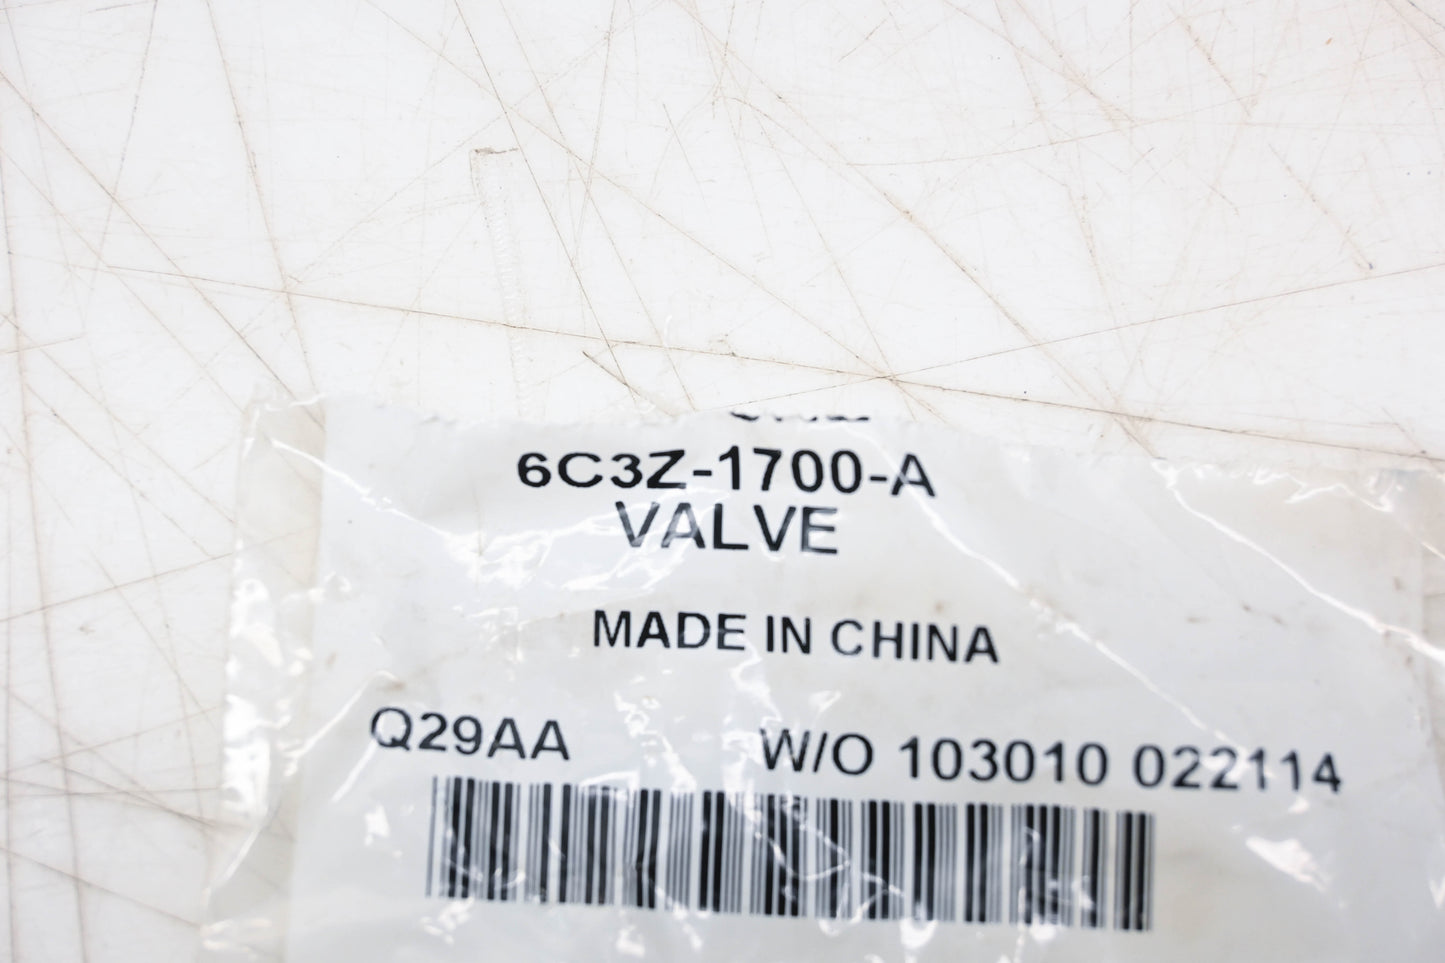 6C3Z-1700-A
VALVE
MADE IN CHINA
Q29AA W/O 103010 022114